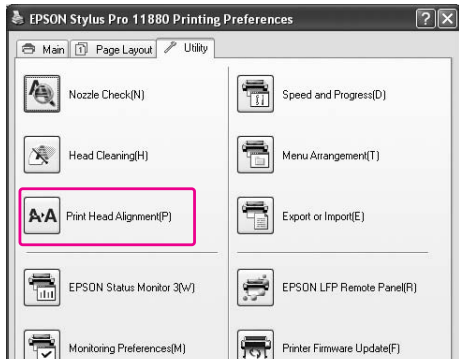 EPSON Stylus Pro 11880 Printing Preferences
Main Page Layout Utility
Nozzle Check(N)
Speed and Progress(D)
Head Cleaning(H)
Menu Arrangement(T)
A A Print Head Alignment(P)
Export or Import(E)
EPSON Status Monitor 3(W)
EPSON LFP Remote Panel(R)
Monitoring Preferences(M)
Printer Firmware Update(F)